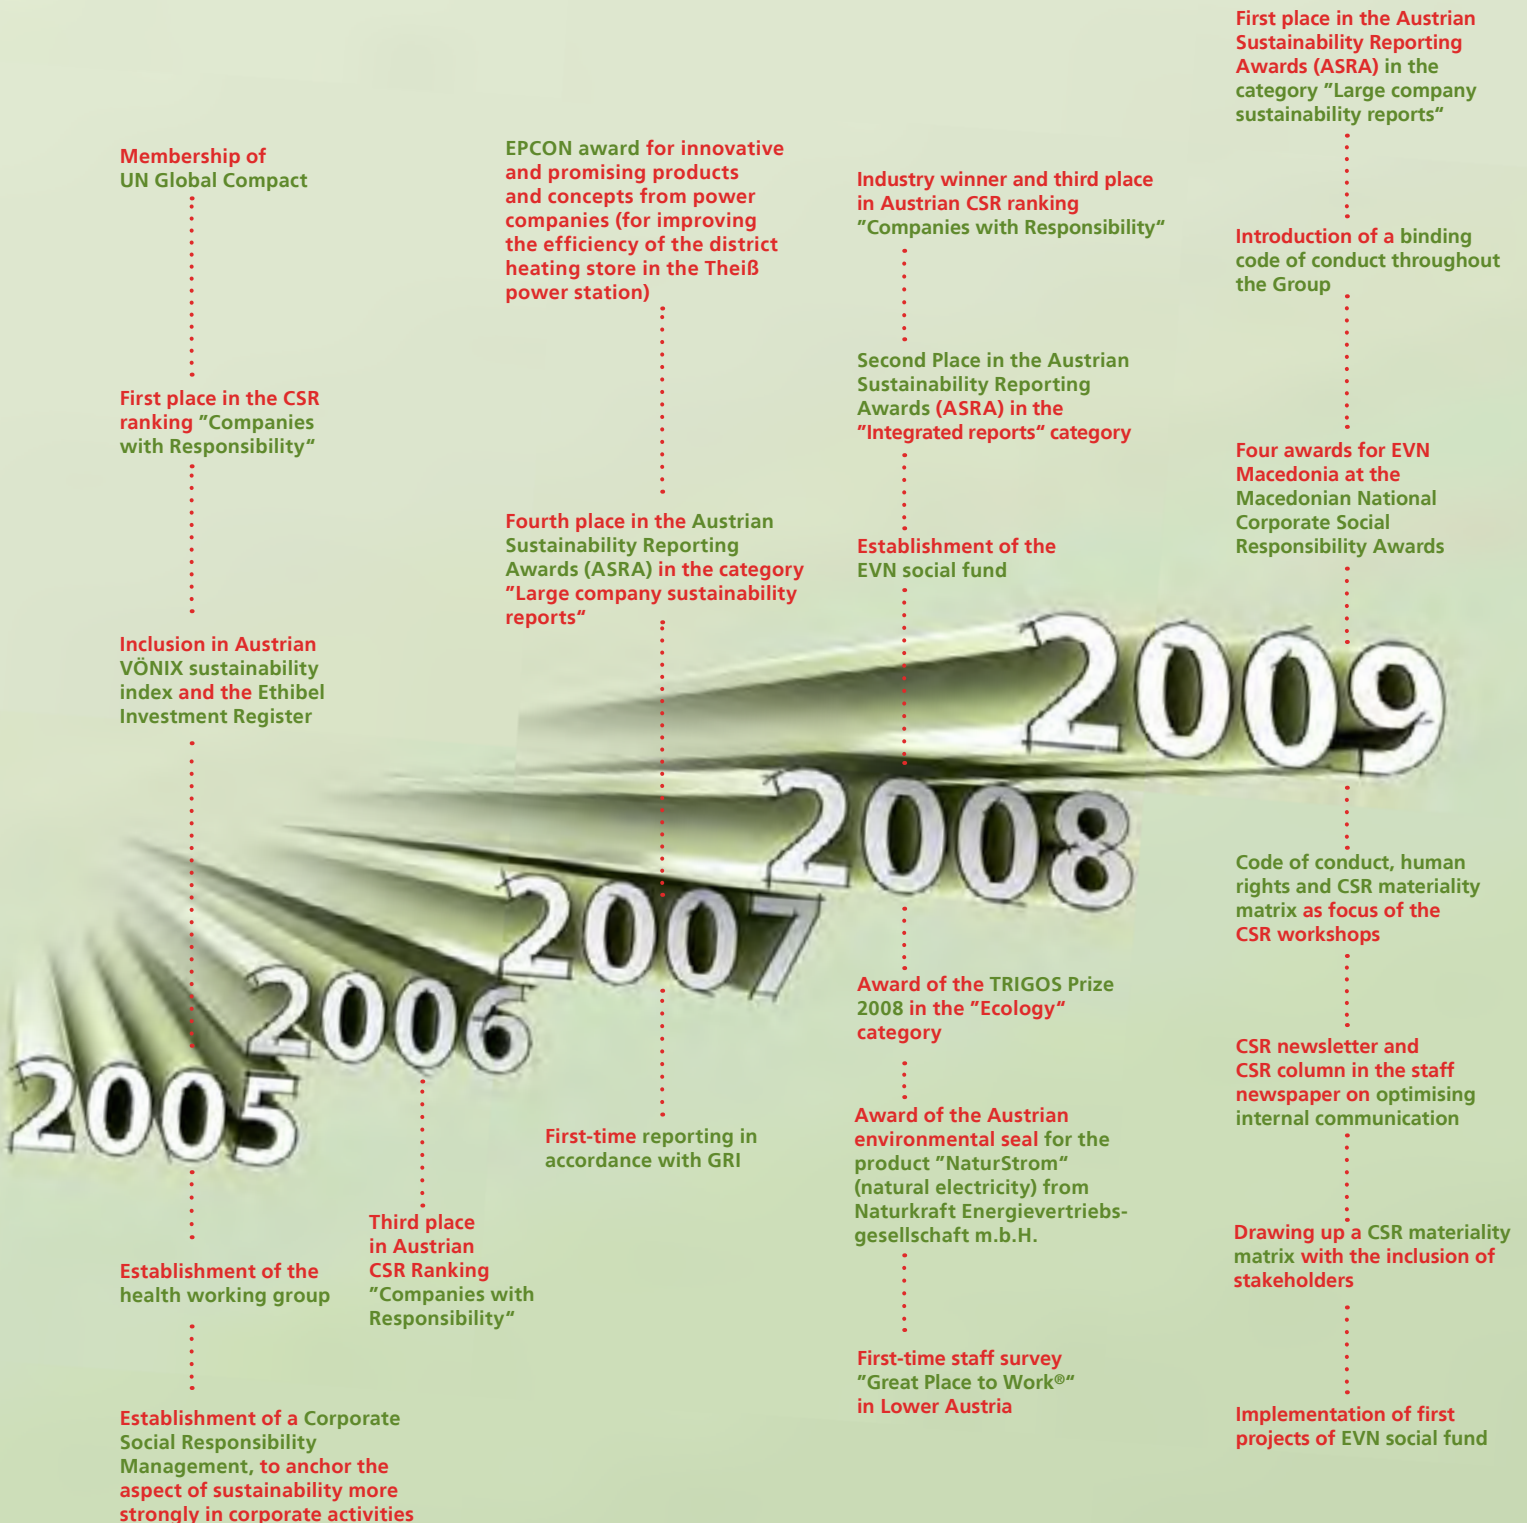 Membership of
UN Global Compact
First place in the CSR
ranking "Companies
with Responsibility“
Inclusion in Austrian
VÖNIX sustainability
index and the Ethibel
Investment Register
2005
Establishment of the
health working group
Establishment of a Corporate
Social Responsibility
Management, to anchor the
aspect of sustainability more
strongly in corporate activities
2006
Third place
in Austrian
CSR Ranking
"Companies with
Responsibility“
EPCON award for innovative
and promising products
and concepts from power
companies (for improving
the efficiency of the district
heating store in the Theiß
power station)
Fourth place in the Austrian
Sustainability Reporting
Awards (ASRA) in the category
"Large company sustainability
reports“
2007
First-time reporting in
accordance with GRI
Industry winner and third place
in Austrian CSR ranking
"Companies with Responsibility“
Second Place in the Austrian
Sustainability Reporting
Awards (ASRA) in the
"Integrated reports“ category
Establishment of the
EVN social fund
2008
Award of the TRIGOS Prize
2008 in the "Ecology“
category
Award of the Austrian
environmental seal for the
product "NaturStrom“
(natural electricity) from
Naturkraft Energievertriebs-
gesellschaft m.b.H.
First-time staff survey
"Great Place to Work®“
in Lower Austria
First place in the Austrian
Sustainability Reporting
Awards (ASRA) in the
category "Large company
sustainability reports“
Introduction of a binding
code of conduct throughout
the Group
Four awards for EVN
Macedonia at the
Macedonian National
Corporate Social
Responsibility Awards
2009
Code of conduct, human
rights and CSR materiality
matrix as focus of the
CSR workshops
CSR newsletter and
CSR column in the staff
newspaper on optimising
internal communication
Drawing up a CSR materiality
matrix with the inclusion of
stakeholders
Implementation of first
projects of EVN social fund